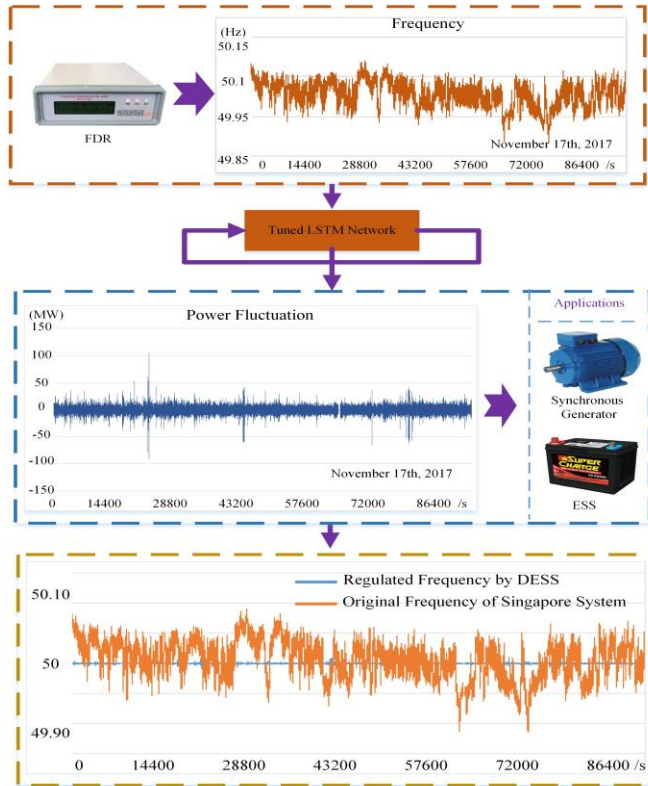 Frequency
(Hz)
50.15
50.1
49.95
49.85
FDR
November 17th, 2017
0 14400 28800 43200 57600 72000 86400 /s
Tuned LSTM Network
(MW)
Power Fluctuation
150
100
50
0
-50
-100
-150
November 17th, 2017
0 14400 28800 43200 57600 72000 86400 /s
Applications
Synchronous
Generator
SUPER
CHARGE
ESS
Regulated Frequency by DESS
Original Frequency of Singapore System
50.10
50
49.90
0 14400 28800 43200 57600 72000 86400 /s